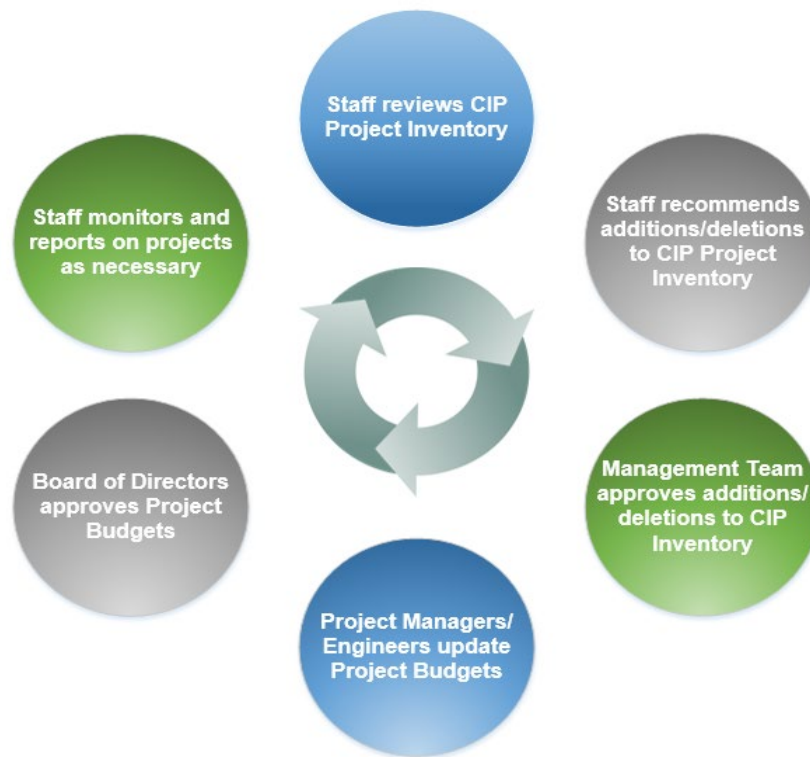 Staff reviews CIP
Project Inventory
Staff recommends
additions/deletions
to CIP Project
Inventory
Management Team
approves additions/
deletions to CIP
Inventory
Project Managers/
Engineers update
Project Budgets
Board of Directors
approves Project
Budgets
Staff monitors and
reports on projects
as necessary